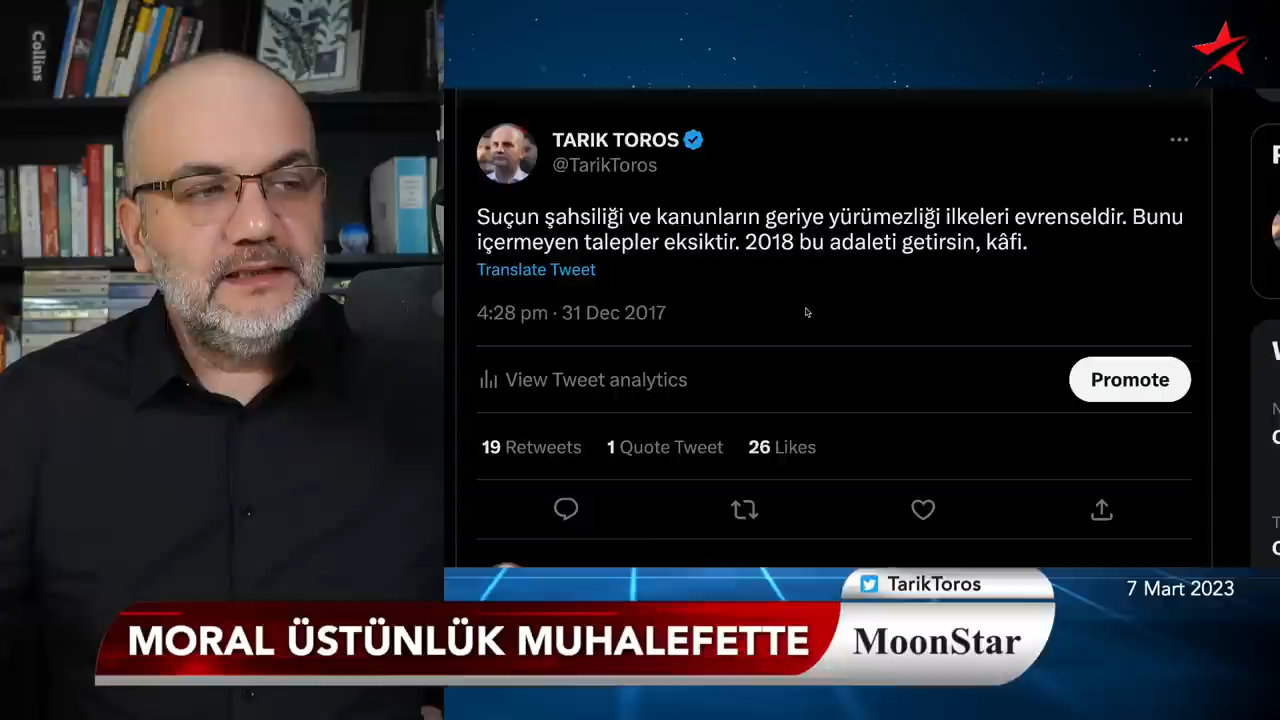 Collins
TARIK TOROS
@TarikToros
Suçun şahsiliği ve kanunların geriye yürümezliği ilkeleri evrenseldir. Bunu
içermeyen talepler eksiktir. 2018 bu adaleti getirsin, kâfi.
Translate Tweet
4:28 pm · 31 Dec 2017
View Tweet analytics
Promote
19 Retweets 1 Quote Tweet 26 Likes
TarikToros
7 Mart 2023
MORAL ÜSTÜNLÜK MUHALEFETTE
MoonStar